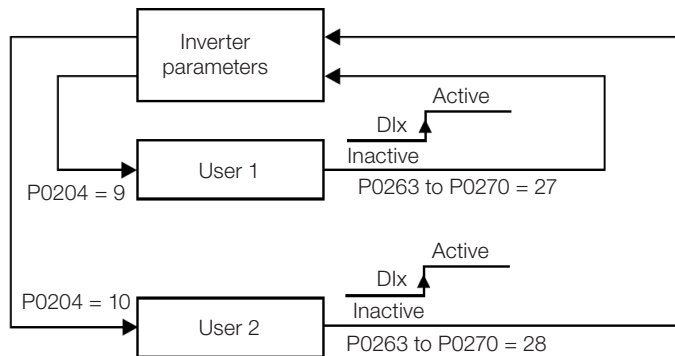 Inverter
parameters
Active
DIx
Inactive
User 1
P0204 = 9
P0263 to P0270 = 27
Active
DIx
P0204 = 10
Inactive
User 2
P0263 to P0270 = 28